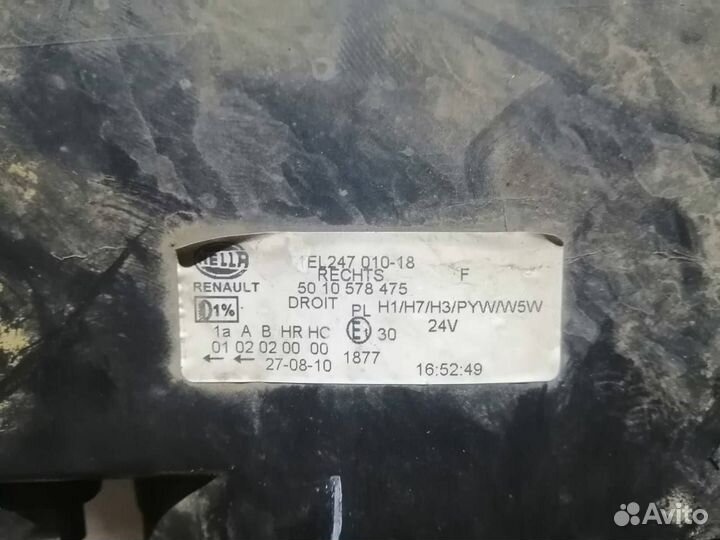 HELLA 1EL247 010-18
RECHTS F
RENAULT 50 10 578 475
DROIT PL H1/H7/H3/PYW/W5W
1% 24V
1a A B HR HC E1 30
01 02 02 00 00 1877
27-08-10 16:52:49
Avito